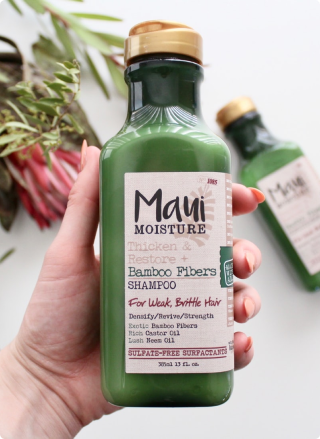 Maui
MOISTURE
Thicken &
Restore +
Bamboo Fibers
SHAMPOO
For Weak, Brittle Hair
Densify/Revive/Strength
Exotic Bamboo Fibers
Rich Castor Oil
Lush Neem Oil
SULFATE-FREE SURFACTANTS
385ml 13 fl. oz.
Maui